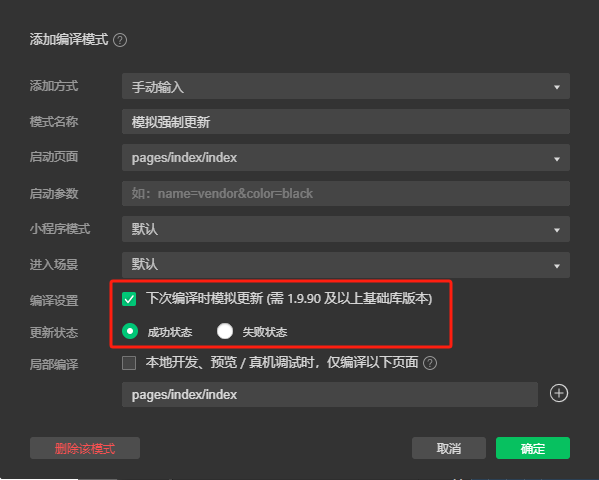 添加编译模式 ?
添加方式 手动输入
模式名称 模拟强制更新
启动页面 pages/index/index
启动参数 如：name=vendor&color=black
小程序模式 默认
进入场景 默认
编译设置 下次编译时模拟更新 (需 1.9.90 及以上基础库版本)
更新状态 成功状态 失败状态
局部编译 本地开发、预览 / 真机调试时，仅编译以下页面 ?
pages/index/index
删除该模式 取消 确定